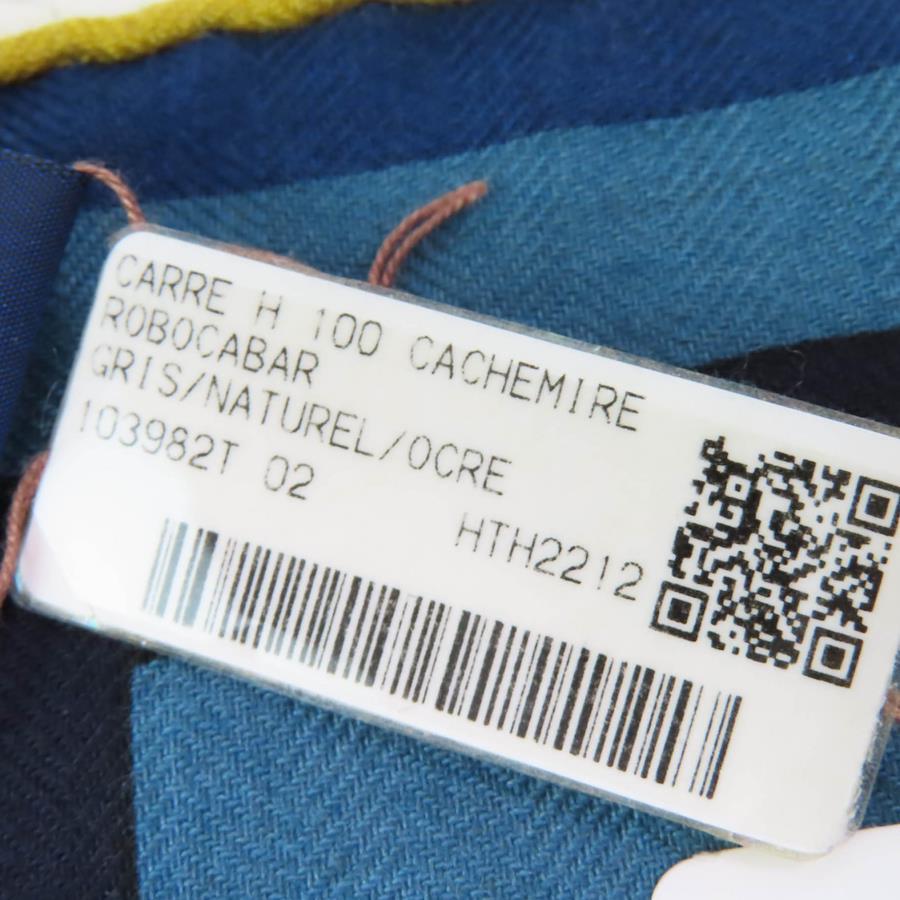 CARRE H 100 CACHEMIRE
ROBOCABAR
GRIS/NATUREL/OCRE
103982T 02
HTH2212